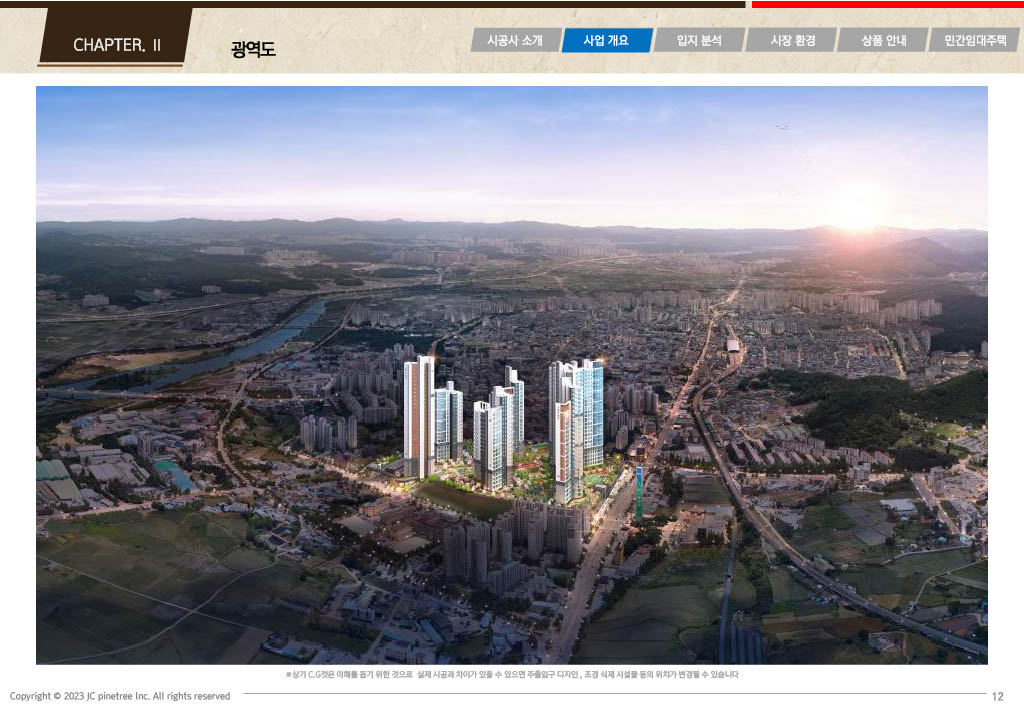 CHAPTER. II
광역도
시공사 소개
사업 개요
입지 분석
시장 환경
상품 안내
민간임대주택
※상기 C.G컷은 이해를 돕기 위한 것으로 실제 시공과 차이가 있을 수 있으면 주출입구 디자인 , 조경 식재 시설물 등의 위치가 변경될 수 있습니다
Copyright © 2023 JC pinetree Inc. All rights reserved
12